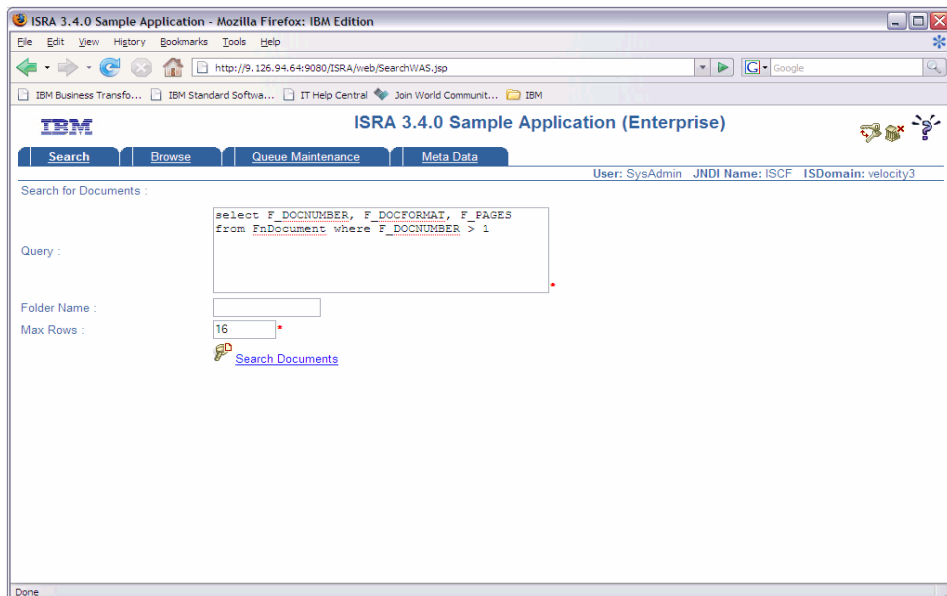 ISRA 3.4.0 Sample Application - Mozilla Firefox: IBM Edition
File Edit View History Bookmarks Tools Help
http://9.126.94.64:9080/ISRA/web/SearchWAS.jsp G Google
IBM Business Transfo... IBM Standard Softwa... IT Help Central Join World Communit... IBM
IBM ISRA 3.4.0 Sample Application (Enterprise)
Search Browse Queue Maintenance Meta Data
User: SysAdmin JNDI Name: ISCF ISDomain: velocity3
Search for Documents :
select F_DOCNUMBER, F_DOCFORMAT, F_PAGES
from FnDocument where F_DOCNUMBER > 1
Query :
*
Folder Name :
Max Rows : 16 *
Search Documents
Done